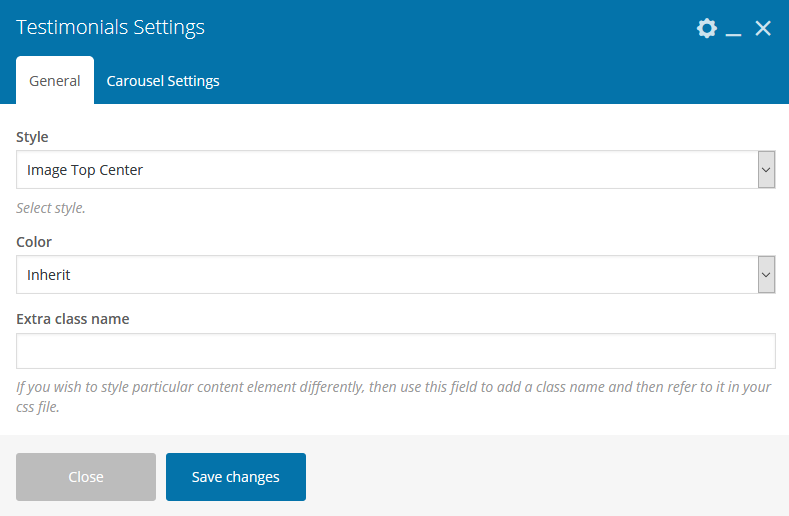 Testimonials Settings
General
Carousel Settings
Style
Image Top Center
Select style.
Color
Inherit
Extra class name
If you wish to style particular content element differently, then use this field to add a class name and then refer to it in your
css file.
Close
Save changes